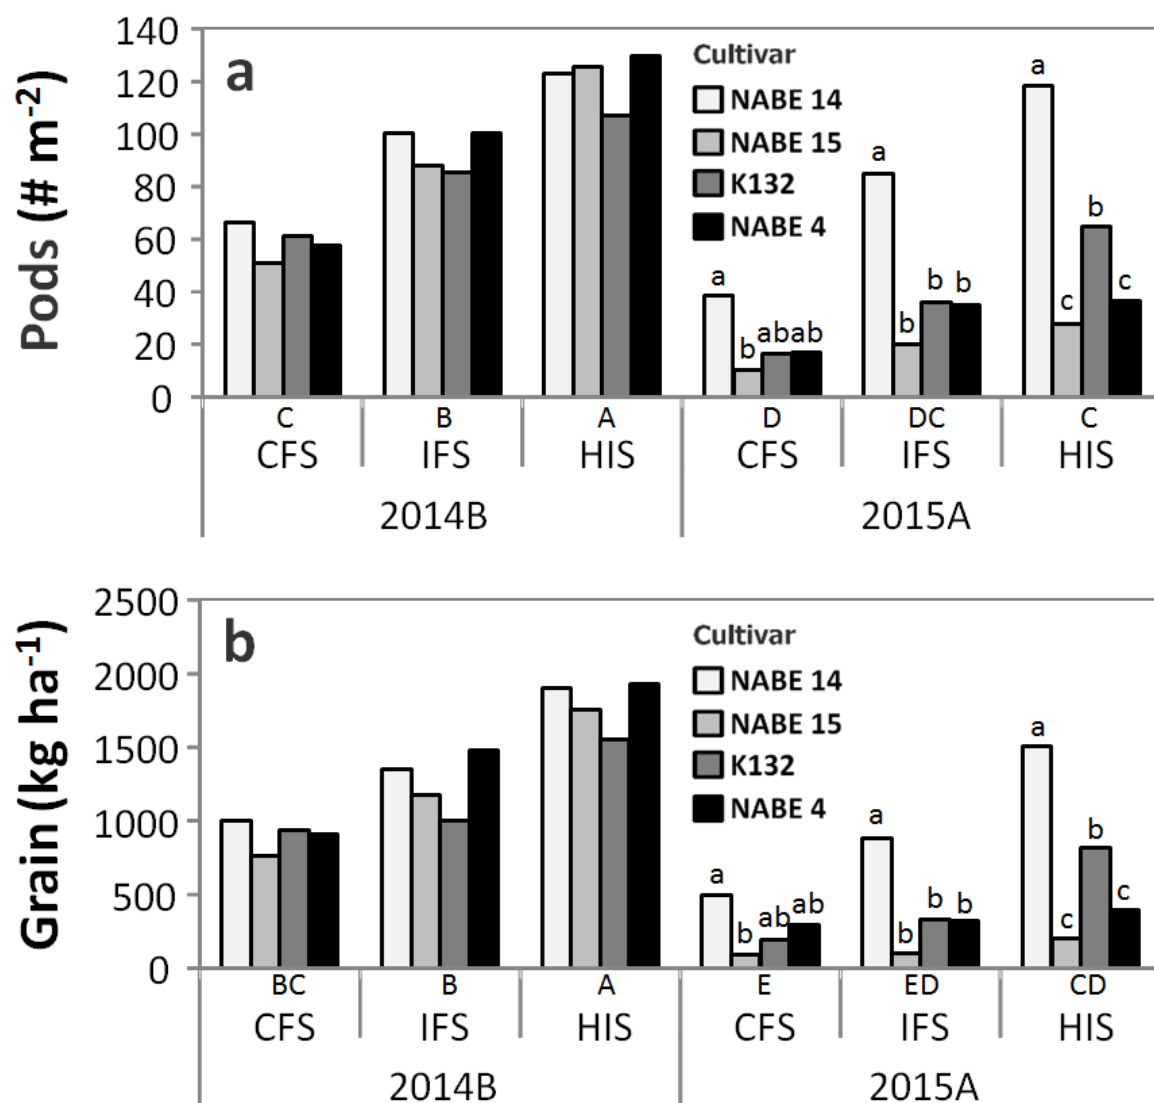 a
Pods (# m-2)
140
120
100
80
60
40
20
0
Cultivar
NABE 14
NABE 15
K132
NABE 4
a
b
ab
ab
a
b
b
b
a
c
b
c
C
B
A
D
DC
C
CFS
IFS
HIS
CFS
IFS
HIS
2014B
2015A
b
Grain (kg ha-1)
2500
2000
1500
1000
500
0
Cultivar
NABE 14
NABE 15
K132
NABE 4
a
b
ab
ab
a
b
b
b
a
c
b
c
BC
B
A
E
ED
CD
CFS
IFS
HIS
CFS
IFS
HIS
2014B
2015A